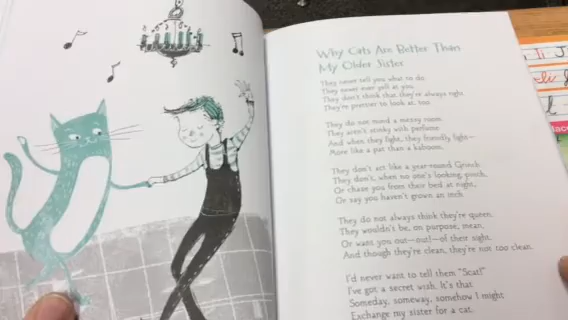 Why Cats Are Better Than
My Older Sister
They never tell you what to do.
They never ever yell at you.
They don't think that they're always right.
They're prettier to look at, too.
They do not mind a messy room.
They aren't stinky with perfume.
And when they fight, they friendly fight—
More like a pat than a kaboom.
They don't act like a year-round Grinch.
They don't, when no one's looking, pinch,
Or chase you from their bed at night,
Or say you haven't grown an inch.
They do not always think they're queen.
They wouldn't be, on purpose, mean,
Or want you out—out!—of their sight.
And though they're clean, they're not too clean.
I'd never want to tell them "Scat!"
I've got a secret wish. It's that
Someday, someway, somehow I might
Exchange my sister for a cat.